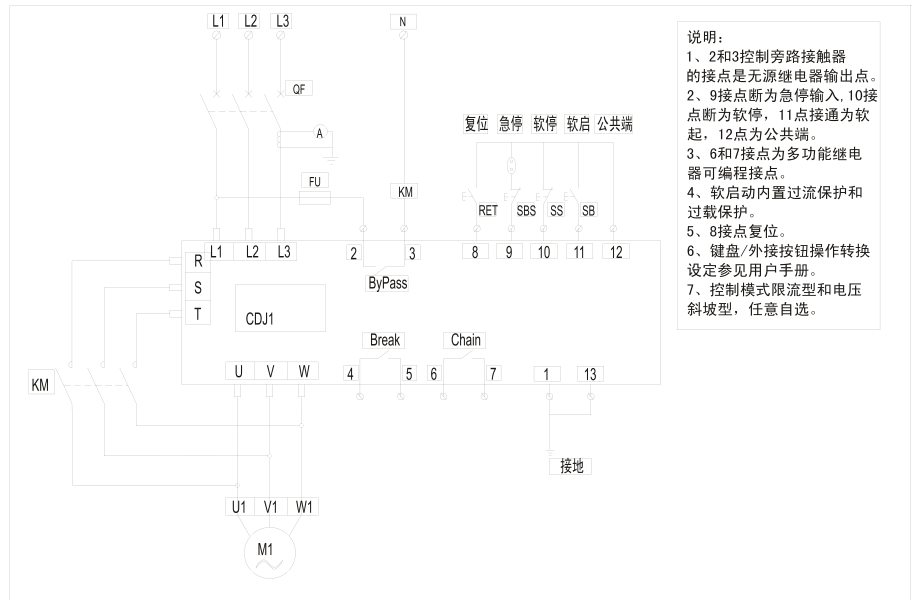 L1 L2 L3 N
QF
A
FU
KM
复位 急停 软停 软启 公共端
RET SBS SS SB
L1 L2 L3 2 3 8 9 10 11 12
ByPass
R
S
T
CDJ1
Break Chain
U V W 4 5 6 7 1 13
KM
接地
U1 V1 W1
M1
说明：
1、2和3控制旁路接触器
的接点是无源继电器输出点。
2、9接点断为急停输入,10接
点断为软停，11点接通为软
起，12点为公共端。
3、6和7接点为多功能继电
器可编程接点。
4、软启动内置过流保护和
过载保护。
5、8接点复位。
6、键盘/外接按钮操作转换
设定参见用户手册。
7、控制模式限流型和电压
斜坡型，任意自选。